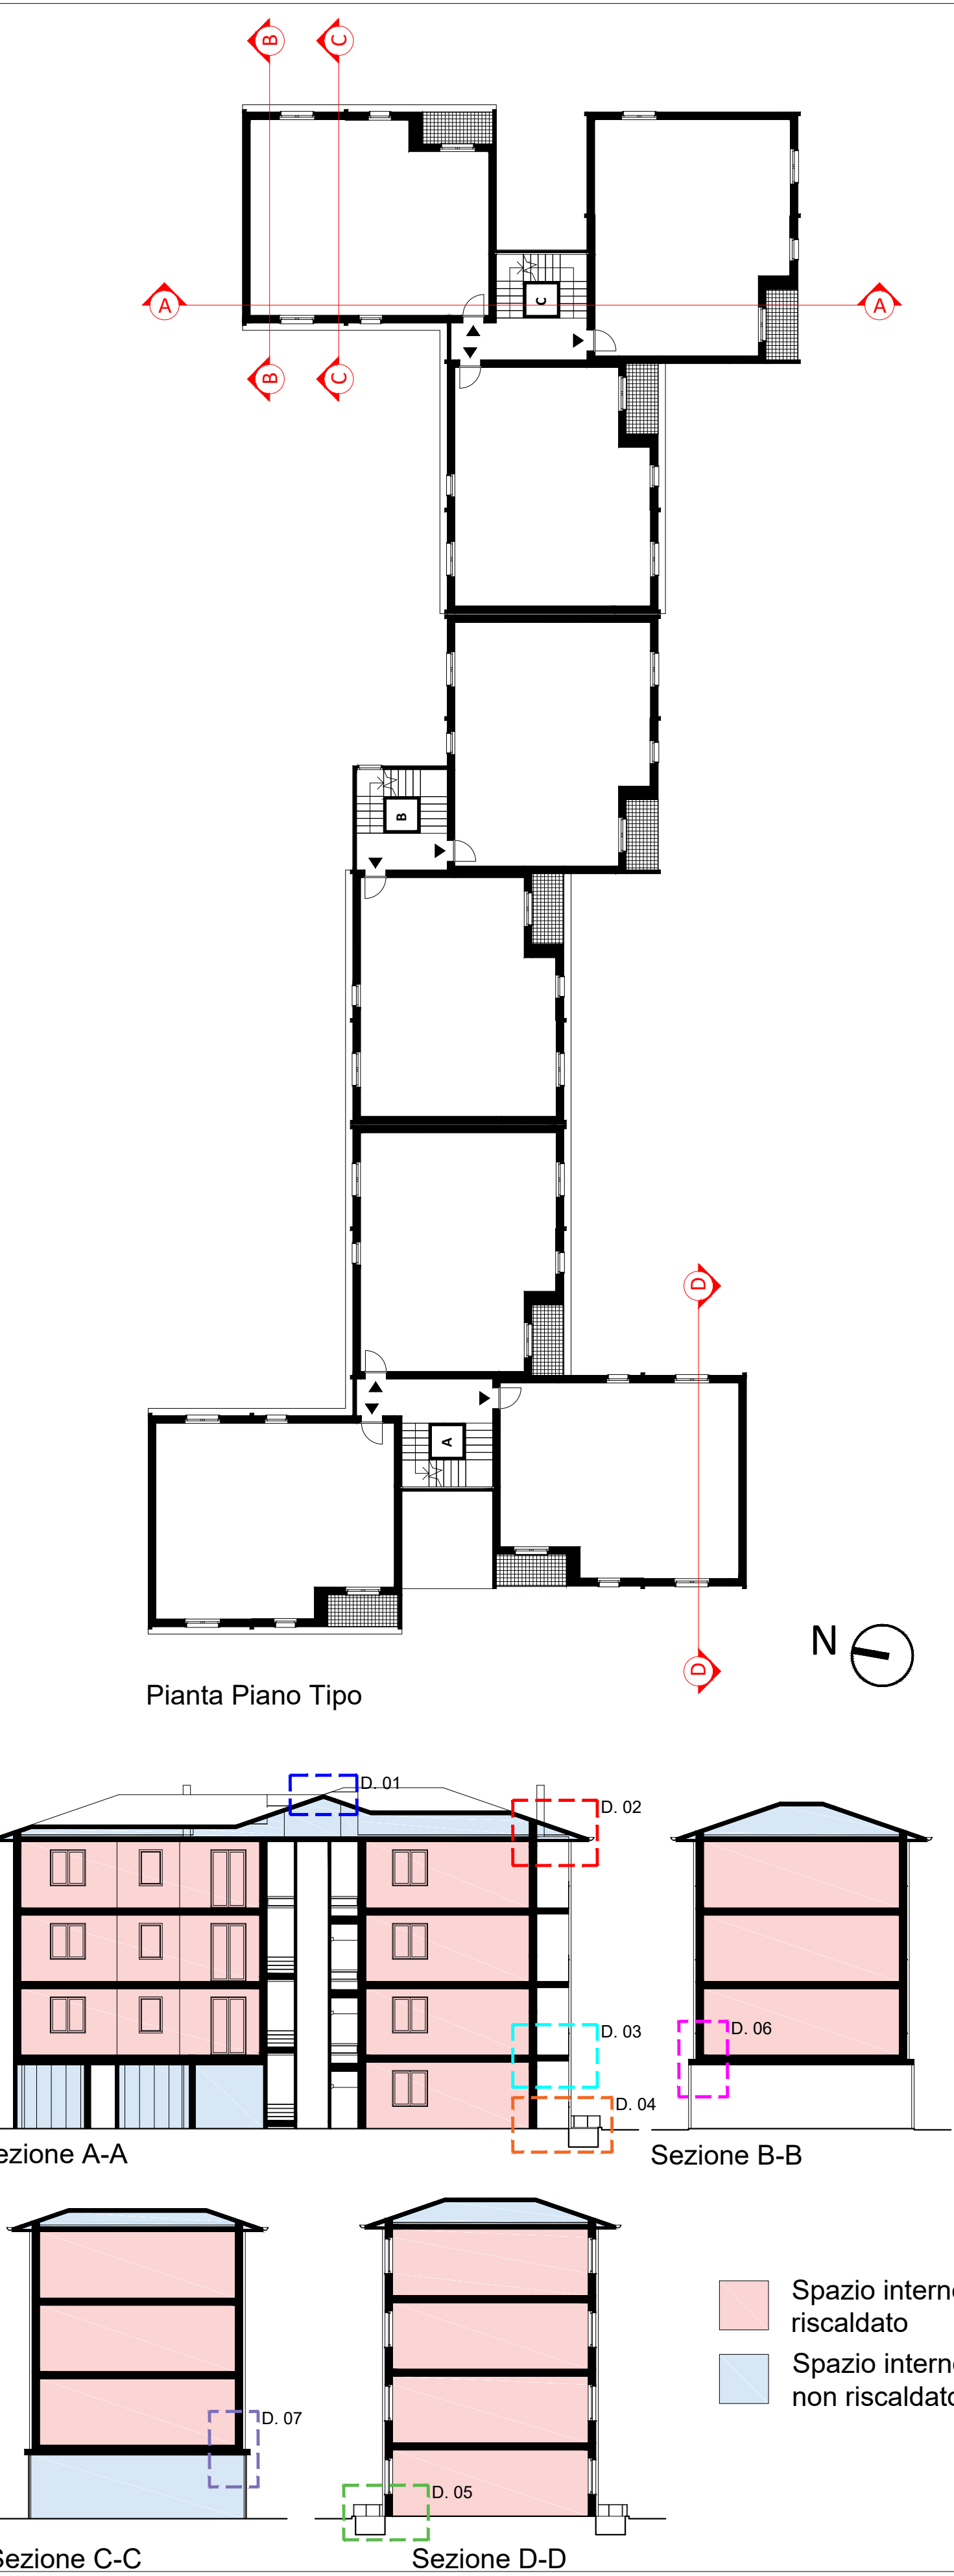 B
C
C
A
A
B
C
B
D
A
D
N
Pianta Piano Tipo
D. 01
D. 02
D. 03
D. 06
D. 04
ezione A-A
Sezione B-B
Spazio intern
riscaldato
Spazio intern
non riscaldat
D. 07
D. 05
Sezione C-C
Sezione D-D